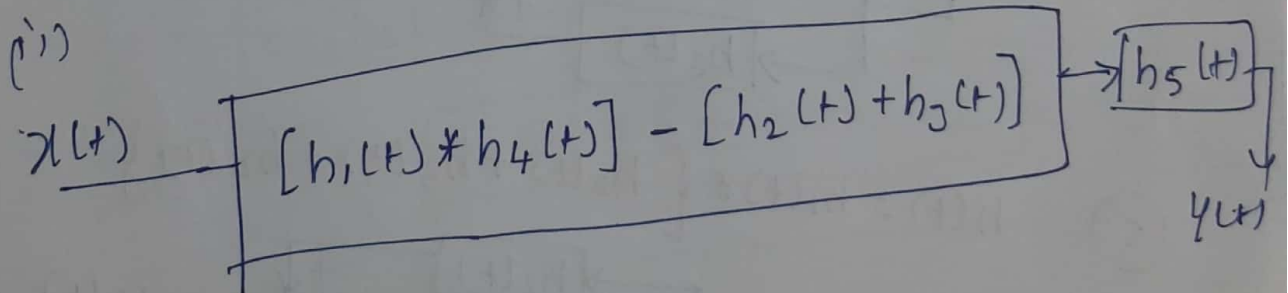 (ii)
x(t)
[h₁(t) * h₄(t)] - [h₂(t) + h₃(t)]
h₅(t)
y(t)